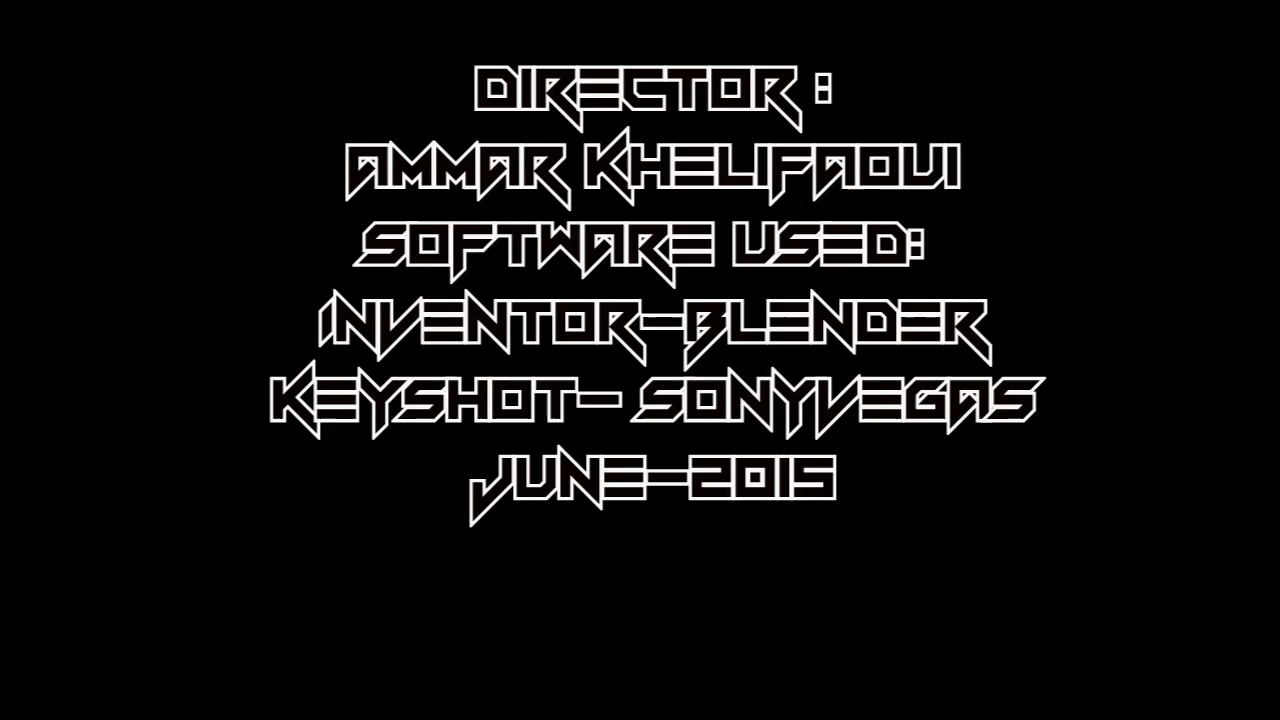 DIRECTOR :
AMMAR KHELIFAOUI
SOFTWARE USED:
INVENTOR-BLENDER
KEYSHOT- SONYVEGAS
JUNE-2015